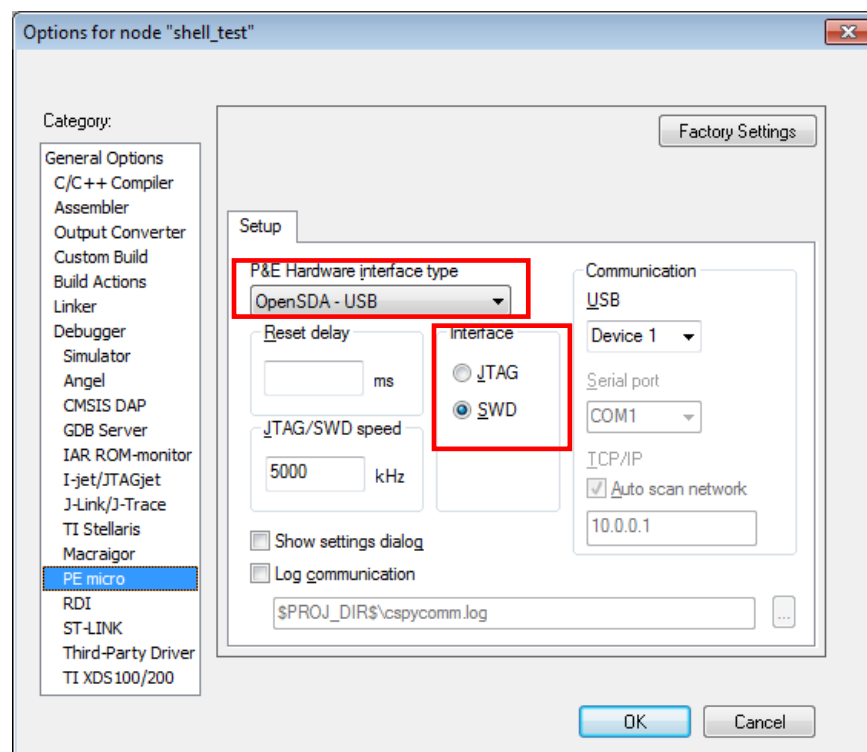 Options for node "shell_test"
Category:
General Options
C/C++ Compiler
Assembler
Output Converter
Custom Build
Build Actions
Linker
Debugger
Simulator
Angel
CMSIS DAP
GDB Server
IAR ROM-monitor
I-jet/JTAGjet
J-Link/J-Trace
TI Stellaris
Macraigor
PE micro
RDI
ST-LINK
Third-Party Driver
TI XDS100/200
Factory Settings
Setup
P&E Hardware interface type
OpenSDA - USB
Reset delay
ms
JTAG/SWD speed
5000 kHz
Interface
JTAG
SWD
Communication
USB
Device 1
Serial port
COM1
TCP/IP
Auto scan network
10.0.0.1
Show settings dialog
Log communication
$PROJ_DIR$\cspycomm.log
...
OK
Cancel